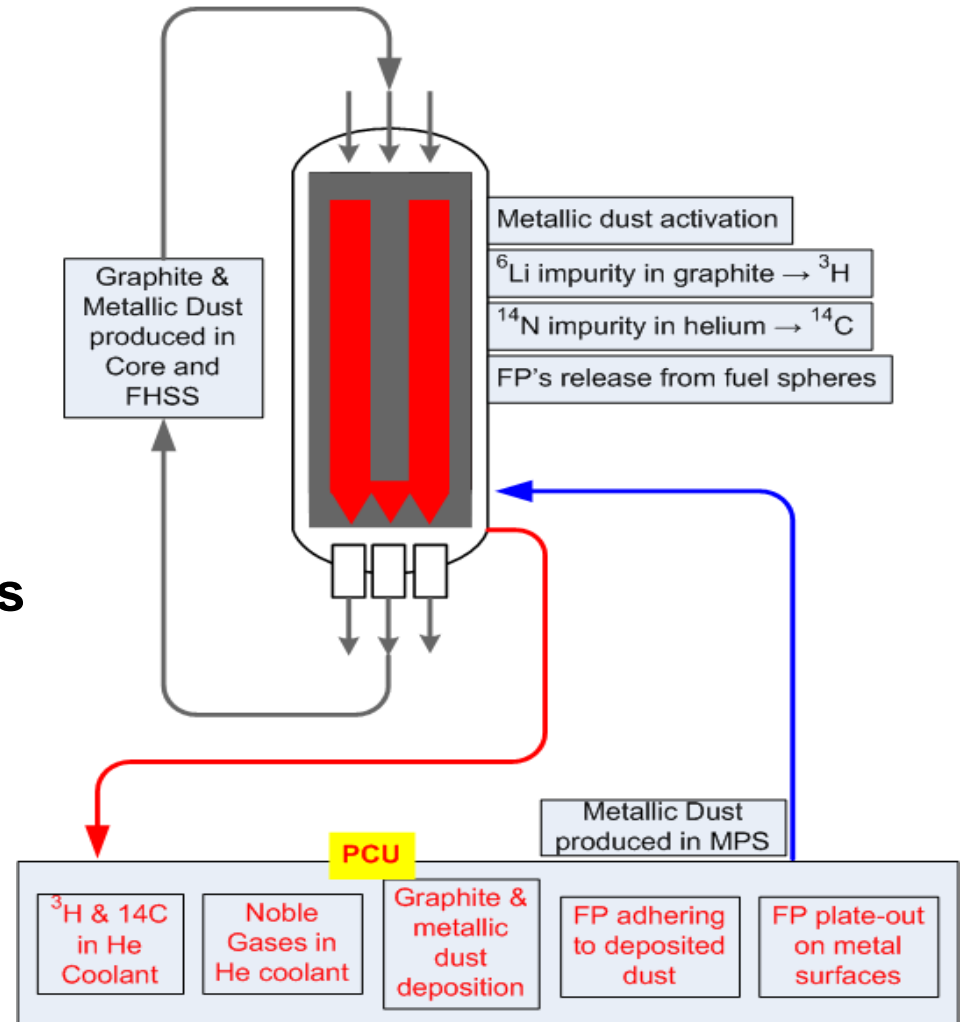 Graphite &
Metallic Dust
produced in
Core and
FHSS
Metallic dust activation
⁶Li impurity in graphite → ³H
¹⁴N impurity in helium → ¹⁴C
FP's release from fuel spheres
s
Metallic Dust
produced in MPS
PCU
³H & 14C
in He
Coolant
Noble
Gases in
He coolant
Graphite &
metallic
dust
deposition
FP adhering
to deposited
dust
FP plate-out
on metal
surfaces